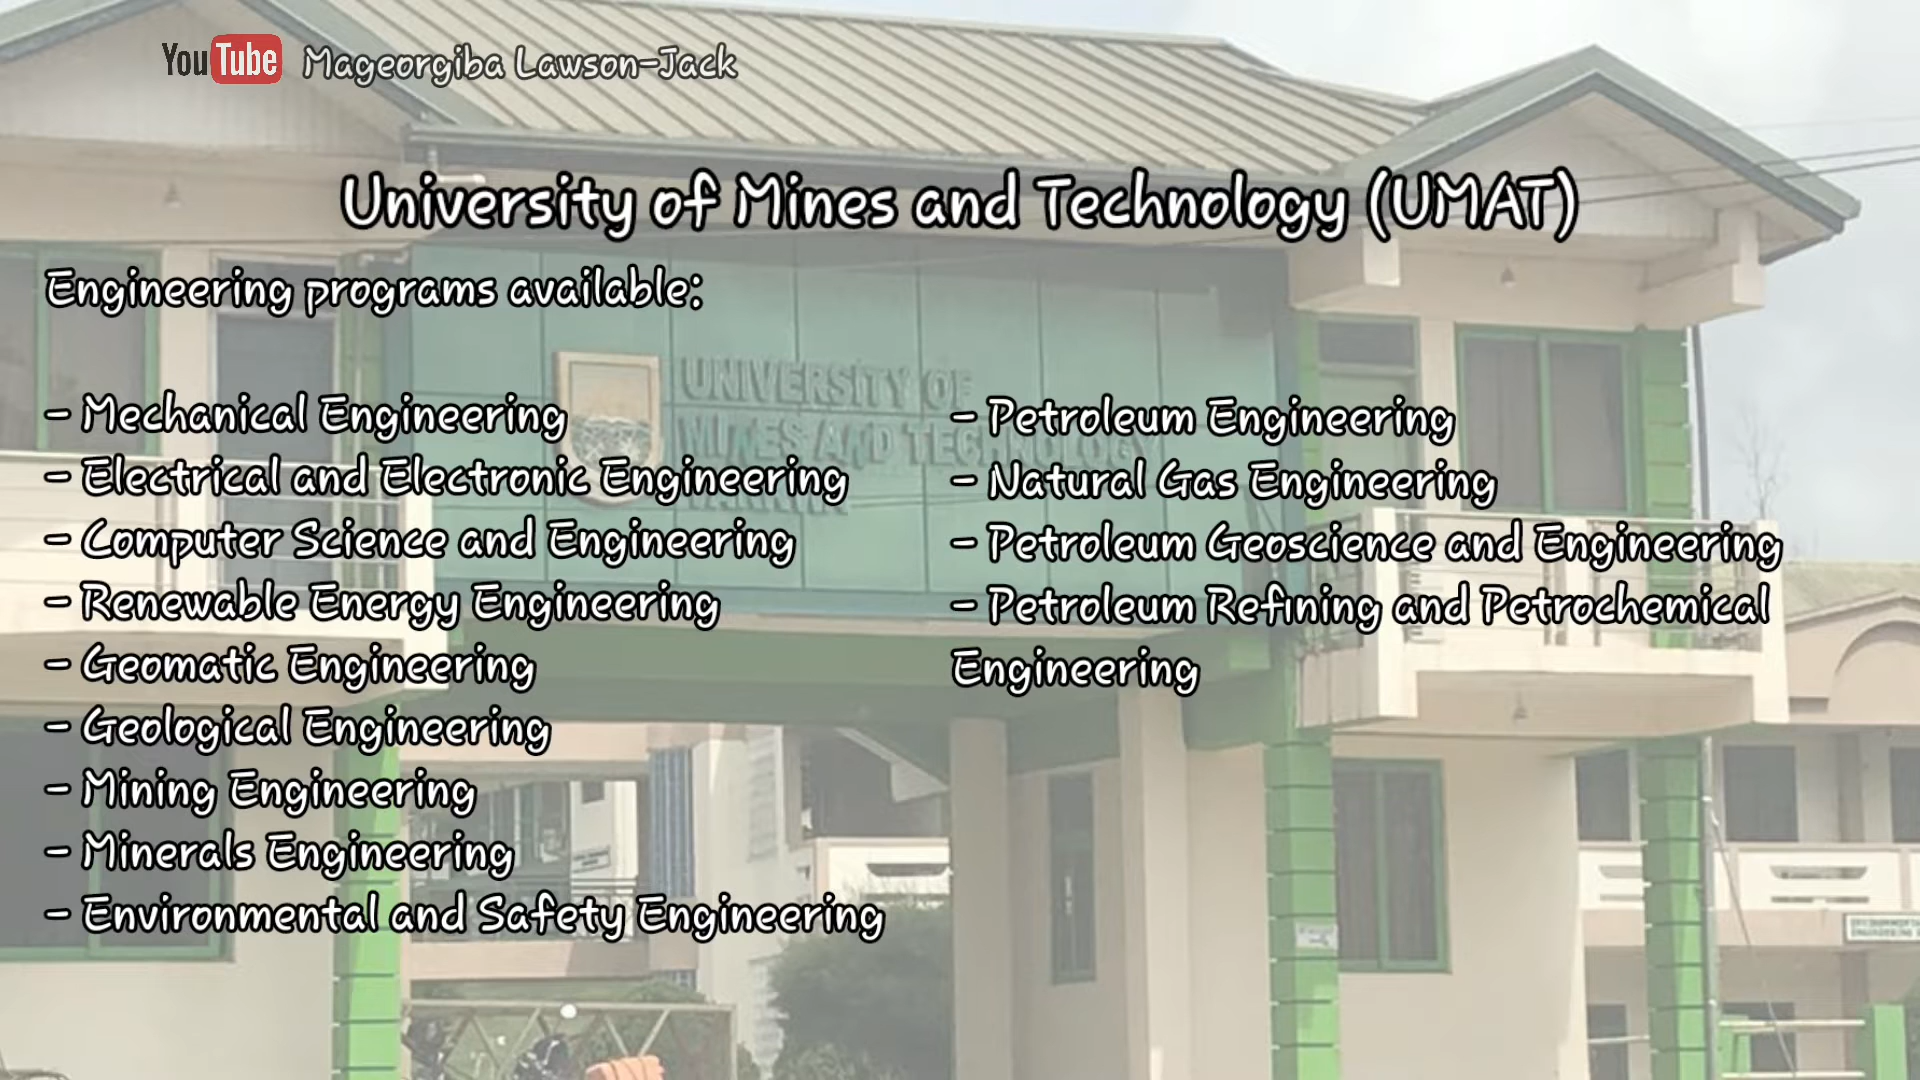 YouTube Mageorgiba Lawson-Jack
University of Mines and Technology (UMAT)
Engineering programs available:
- Mechanical Engineering
- Electrical and Electronic Engineering
- Computer Science and Engineering
- Renewable Energy Engineering
- Geomatic Engineering
- Geological Engineering
- Mining Engineering
- Minerals Engineering
- Environmental and Safety Engineering
- Petroleum Engineering
- Natural Gas Engineering
- Petroleum Geoscience and Engineering
- Petroleum Refining and Petrochemical
Engineering
UNIVERSITY OF
MINES AND TECHNOLOGY